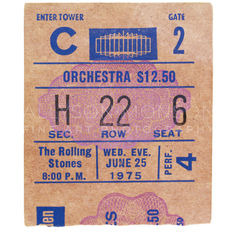 ENTER TOWER GATE
C 2
ORCHESTRA $12.50
H 22 6
SEC. ROW SEAT
The Rolling WED. EVE. PERF.
Stones JUNE 25 4
8:00 P.M. 1975
den